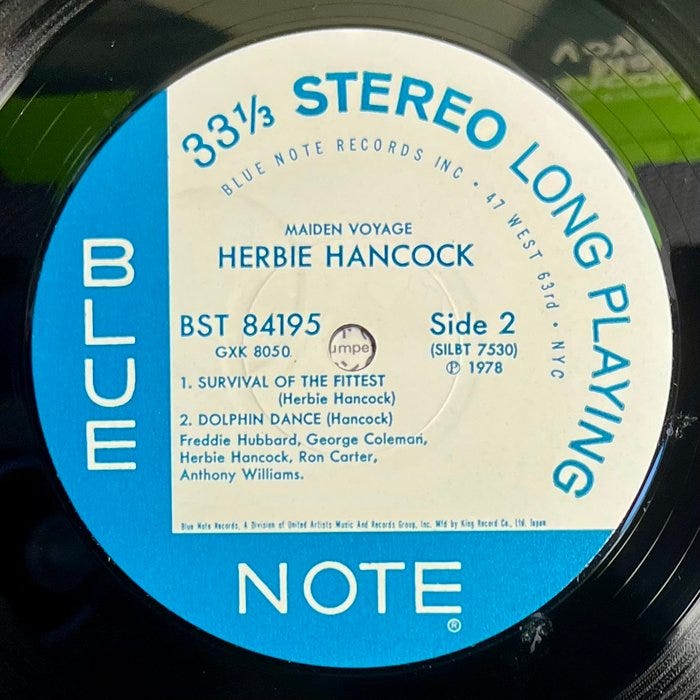 33⅓ STEREO LONG PLAYING
BLUE NOTE RECORDS INC • 47 WEST 63rd • NYC
MAIDEN VOYAGE
HERBIE HANCOCK
BST 84195
GXK 8050
Side 2
(SILBT 7530)
℗ 1978
umpe
1. SURVIVAL OF THE FITTEST
(Herbie Hancock)
2. DOLPHIN DANCE (Hancock)
Freddie Hubbard, George Coleman,
Herbie Hancock, Ron Carter,
Anthony Williams.
Blue Note Records, A Division of United Artists Music And Records Group, Inc. Mfd by King Record Co., Ltd. Japan
BLUE
NOTE
®